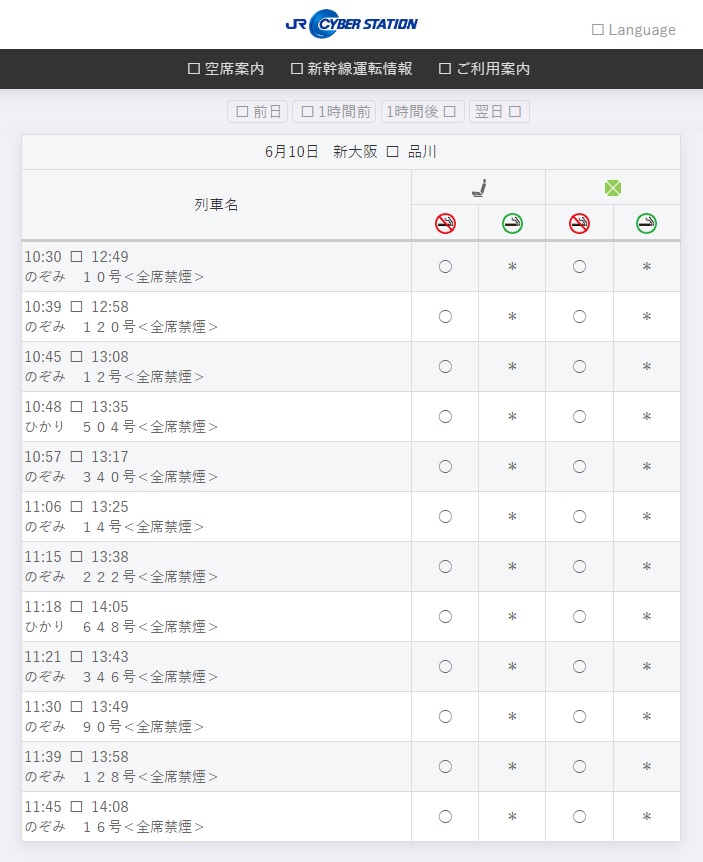 JR CYBER STATION
□ Language
□ 空席案内 □ 新幹線運転情報 □ ご利用案内
□ 前日 □ 1時間前 1時間後 □ 翌日 □
6月10日　新大阪 □ 品川
列車名
10:30 □ 12:49
のぞみ　１０号＜全席禁煙＞ ○ ＊ ○ ＊
10:39 □ 12:58
のぞみ　１２０号＜全席禁煙＞ ○ ＊ ○ ＊
10:45 □ 13:08
のぞみ　１２号＜全席禁煙＞ ○ ＊ ○ ＊
10:48 □ 13:35
ひかり　５０４号＜全席禁煙＞ ○ ＊ ○ ＊
10:57 □ 13:17
のぞみ　３４０号＜全席禁煙＞ ○ ＊ ○ ＊
11:06 □ 13:25
のぞみ　１４号＜全席禁煙＞ ○ ＊ ○ ＊
11:15 □ 13:38
のぞみ　２２２号＜全席禁煙＞ ○ ＊ ○ ＊
11:18 □ 14:05
ひかり　６４８号＜全席禁煙＞ ○ ＊ ○ ＊
11:21 □ 13:43
のぞみ　３４６号＜全席禁煙＞ ○ ＊ ○ ＊
11:30 □ 13:49
のぞみ　９０号＜全席禁煙＞ ○ ＊ ○ ＊
11:39 □ 13:58
のぞみ　１２８号＜全席禁煙＞ ○ ＊ ○ ＊
11:45 □ 14:08
のぞみ　１６号＜全席禁煙＞ ○ ＊ ○ ＊